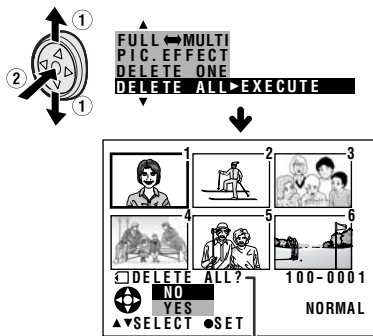 ①
FULL ⬌ MULTI
PIC.EFFECT
DELETE ONE
②
DELETE ALL►EXECUTE
①
1 2 3
4 5 6
DELETE ALL? 100-0001
NO
YES NORMAL
▲▼SELECT ●SET